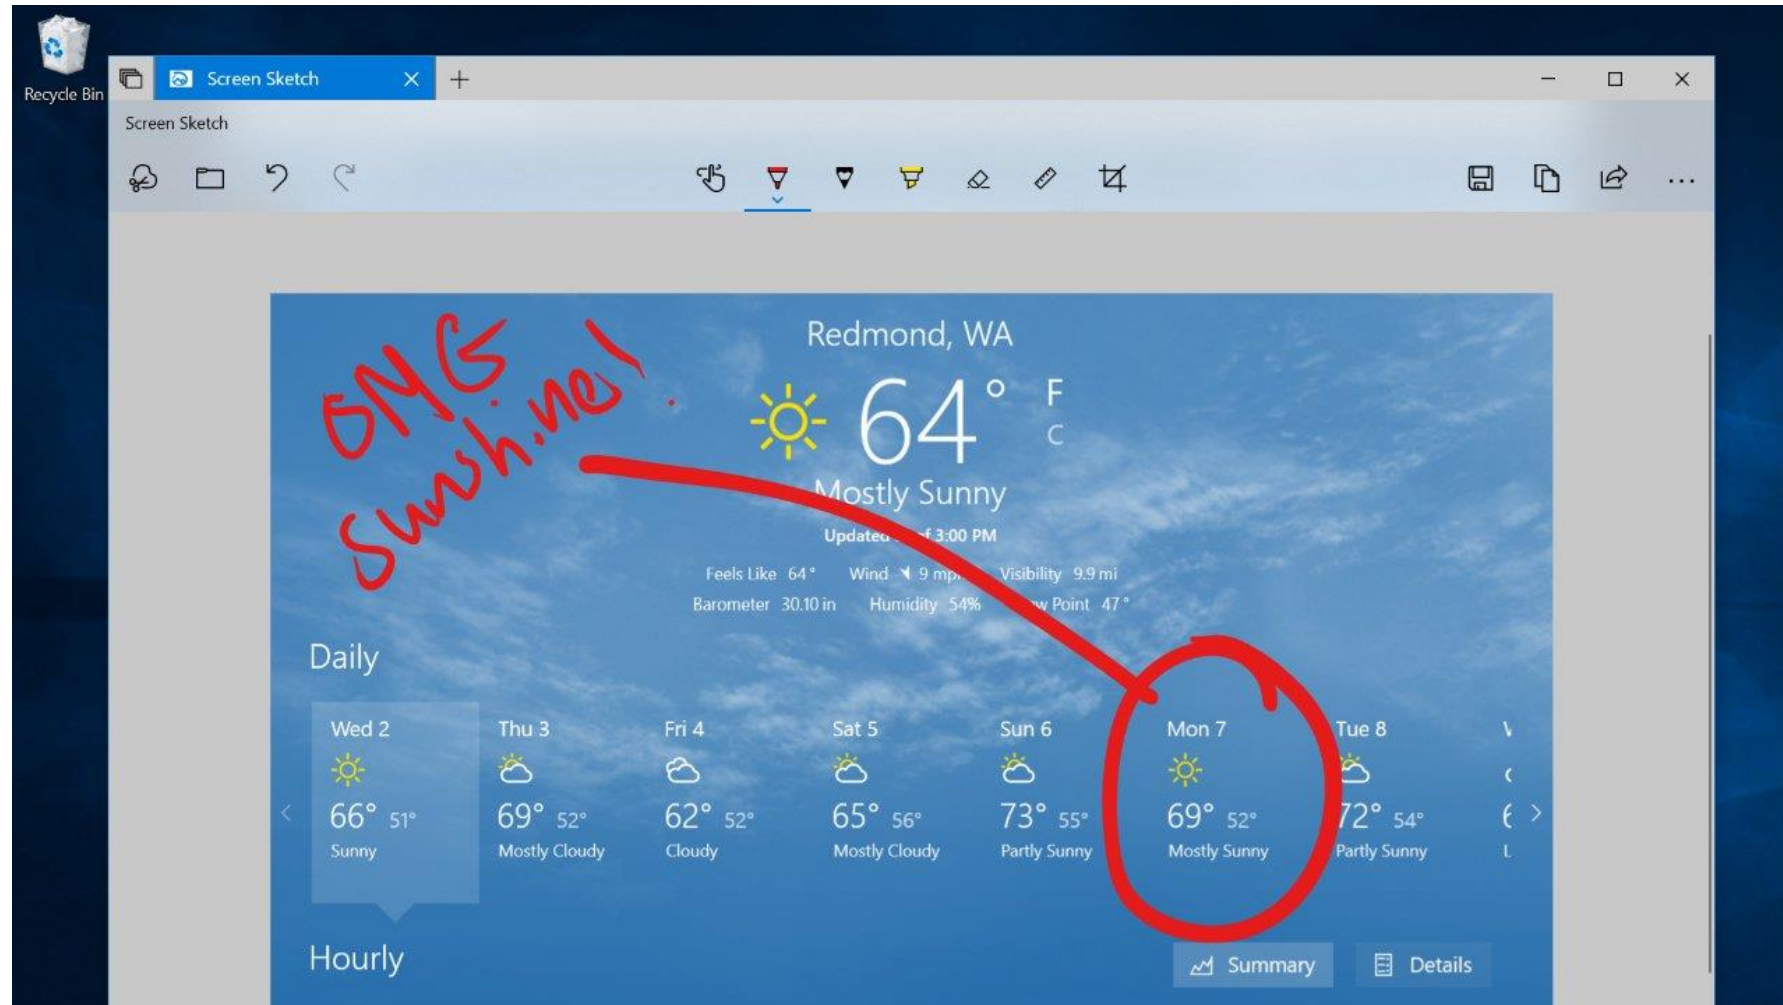 Recycle Bin
Screen Sketch
Screen Sketch
OMG
Sunshine!
Redmond, WA
64° F
C
Mostly Sunny
Updated of 3:00 PM
Feels Like 64° Wind 9 mph Visibility 9.9 mi
Barometer 30.10 in Humidity 54% Point 47°
Daily
Wed 2 Thu 3 Fri 4 Sat 5 Sun 6 Mon 7 Tue 8
66° 51° 69° 52° 62° 52° 65° 56° 73° 55° 69° 52° 72° 54°
Sunny Mostly Cloudy Cloudy Mostly Cloudy Partly Sunny Mostly Sunny Partly Sunny
Hourly
Summary Details